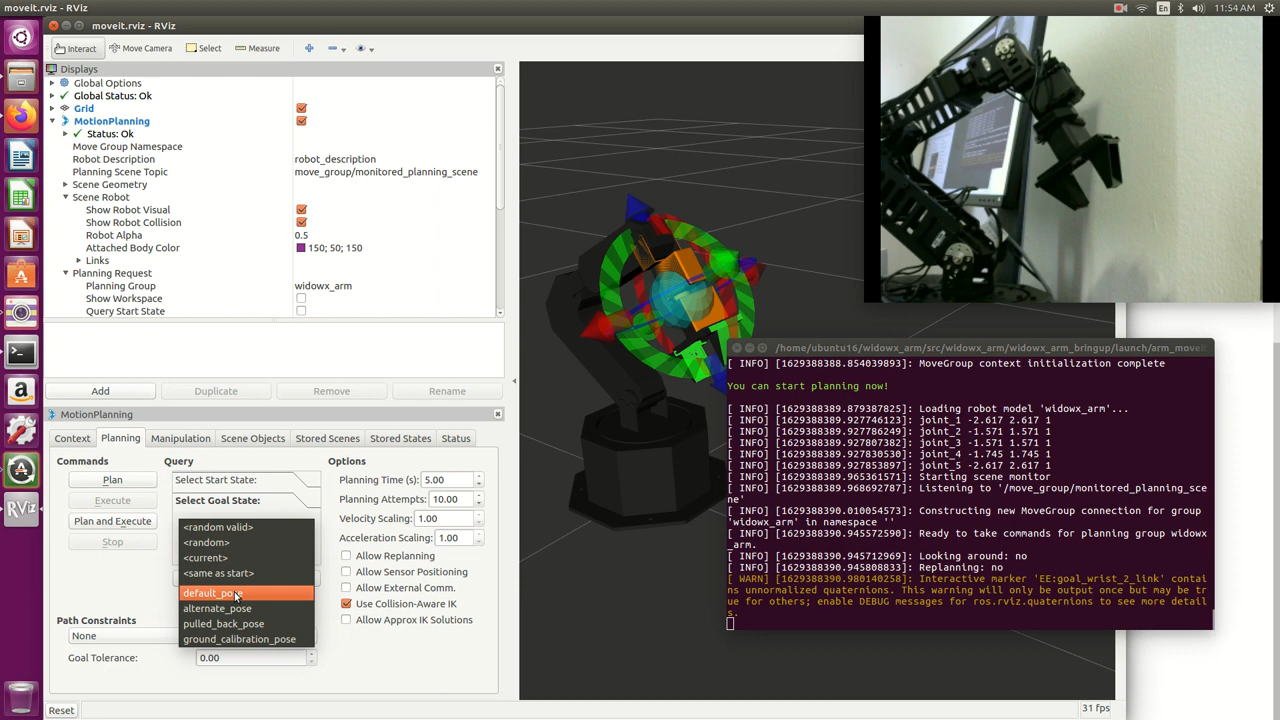 moveit.rviz - RViz
En
11:54 AM
moveit.rviz - RViz
Interact
Move Camera
Select
Measure
Displays
Global Options
Global Status: Ok
Grid
MotionPlanning
Status: Ok
Move Group Namespace
Robot Description robot_description
Planning Scene Topic move_group/monitored_planning_scene
Scene Geometry
Scene Robot
Show Robot Visual
Show Robot Collision
Robot Alpha 0.5
Attached Body Color 150; 50; 150
Links
Planning Request
Planning Group widowx_arm
Show Workspace
Query Start State
Add
Duplicate
Remove
Rename
MotionPlanning
Context
Planning
Manipulation
Scene Objects
Stored Scenes
Stored States
Status
Commands
Plan
Execute
Plan and Execute
Stop
Query
Select Start State:
Select Goal State:
<random valid>
<random>
<current>
<same as start>
default_pose
alternate_pose
pulled_back_pose
ground_calibration_pose
Options
Planning Time (s): 5.00
Planning Attempts: 10.00
Velocity Scaling: 1.00
Acceleration Scaling: 1.00
Allow Replanning
Allow Sensor Positioning
Allow External Comm.
Use Collision-Aware IK
Allow Approx IK Solutions
Path Constraints
None
Goal Tolerance: 0.00
Reset
31 fps
/home/ubuntu16/widowx_arm/src/widowx_arm/widowx_arm_bringup/launch/arm_movei
[ INFO] [1629388388.854039893]: MoveGroup context initialization complete
You can start planning now!
[ INFO] [1629388389.879387825]: Loading robot model 'widowx_arm'...
[ INFO] [1629388389.927746123]: joint_1 -2.617 2.617 1
[ INFO] [1629388389.927786249]: joint_2 -1.571 1.571 1
[ INFO] [1629388389.927807382]: joint_3 -1.571 1.571 1
[ INFO] [1629388389.927830530]: joint_4 -1.745 1.745 1
[ INFO] [1629388389.927853897]: joint_5 -2.617 2.617 1
[ INFO] [1629388389.965361571]: Starting scene monitor
[ INFO] [1629388389.968692787]: Listening to '/move_group/monitored_planning_sce
ne'
[ INFO] [1629388390.010054573]: Constructing new MoveGroup connection for group
'widowx_arm' in namespace ''
[ INFO] [1629388390.945572590]: Ready to take commands for planning group widowx
_arm.
[ INFO] [1629388390.945712969]: Looking around: no
[ INFO] [1629388390.945808833]: Replanning: no
[ WARN] [1629388390.980140258]: Interactive marker 'EE:goal_wrist_2_link' contai
ns unnormalized quaternions. This warning will only be output once but may be tr
ue for others; enable DEBUG messages for ros.rviz.quaternions to see more detail
s.
RViz